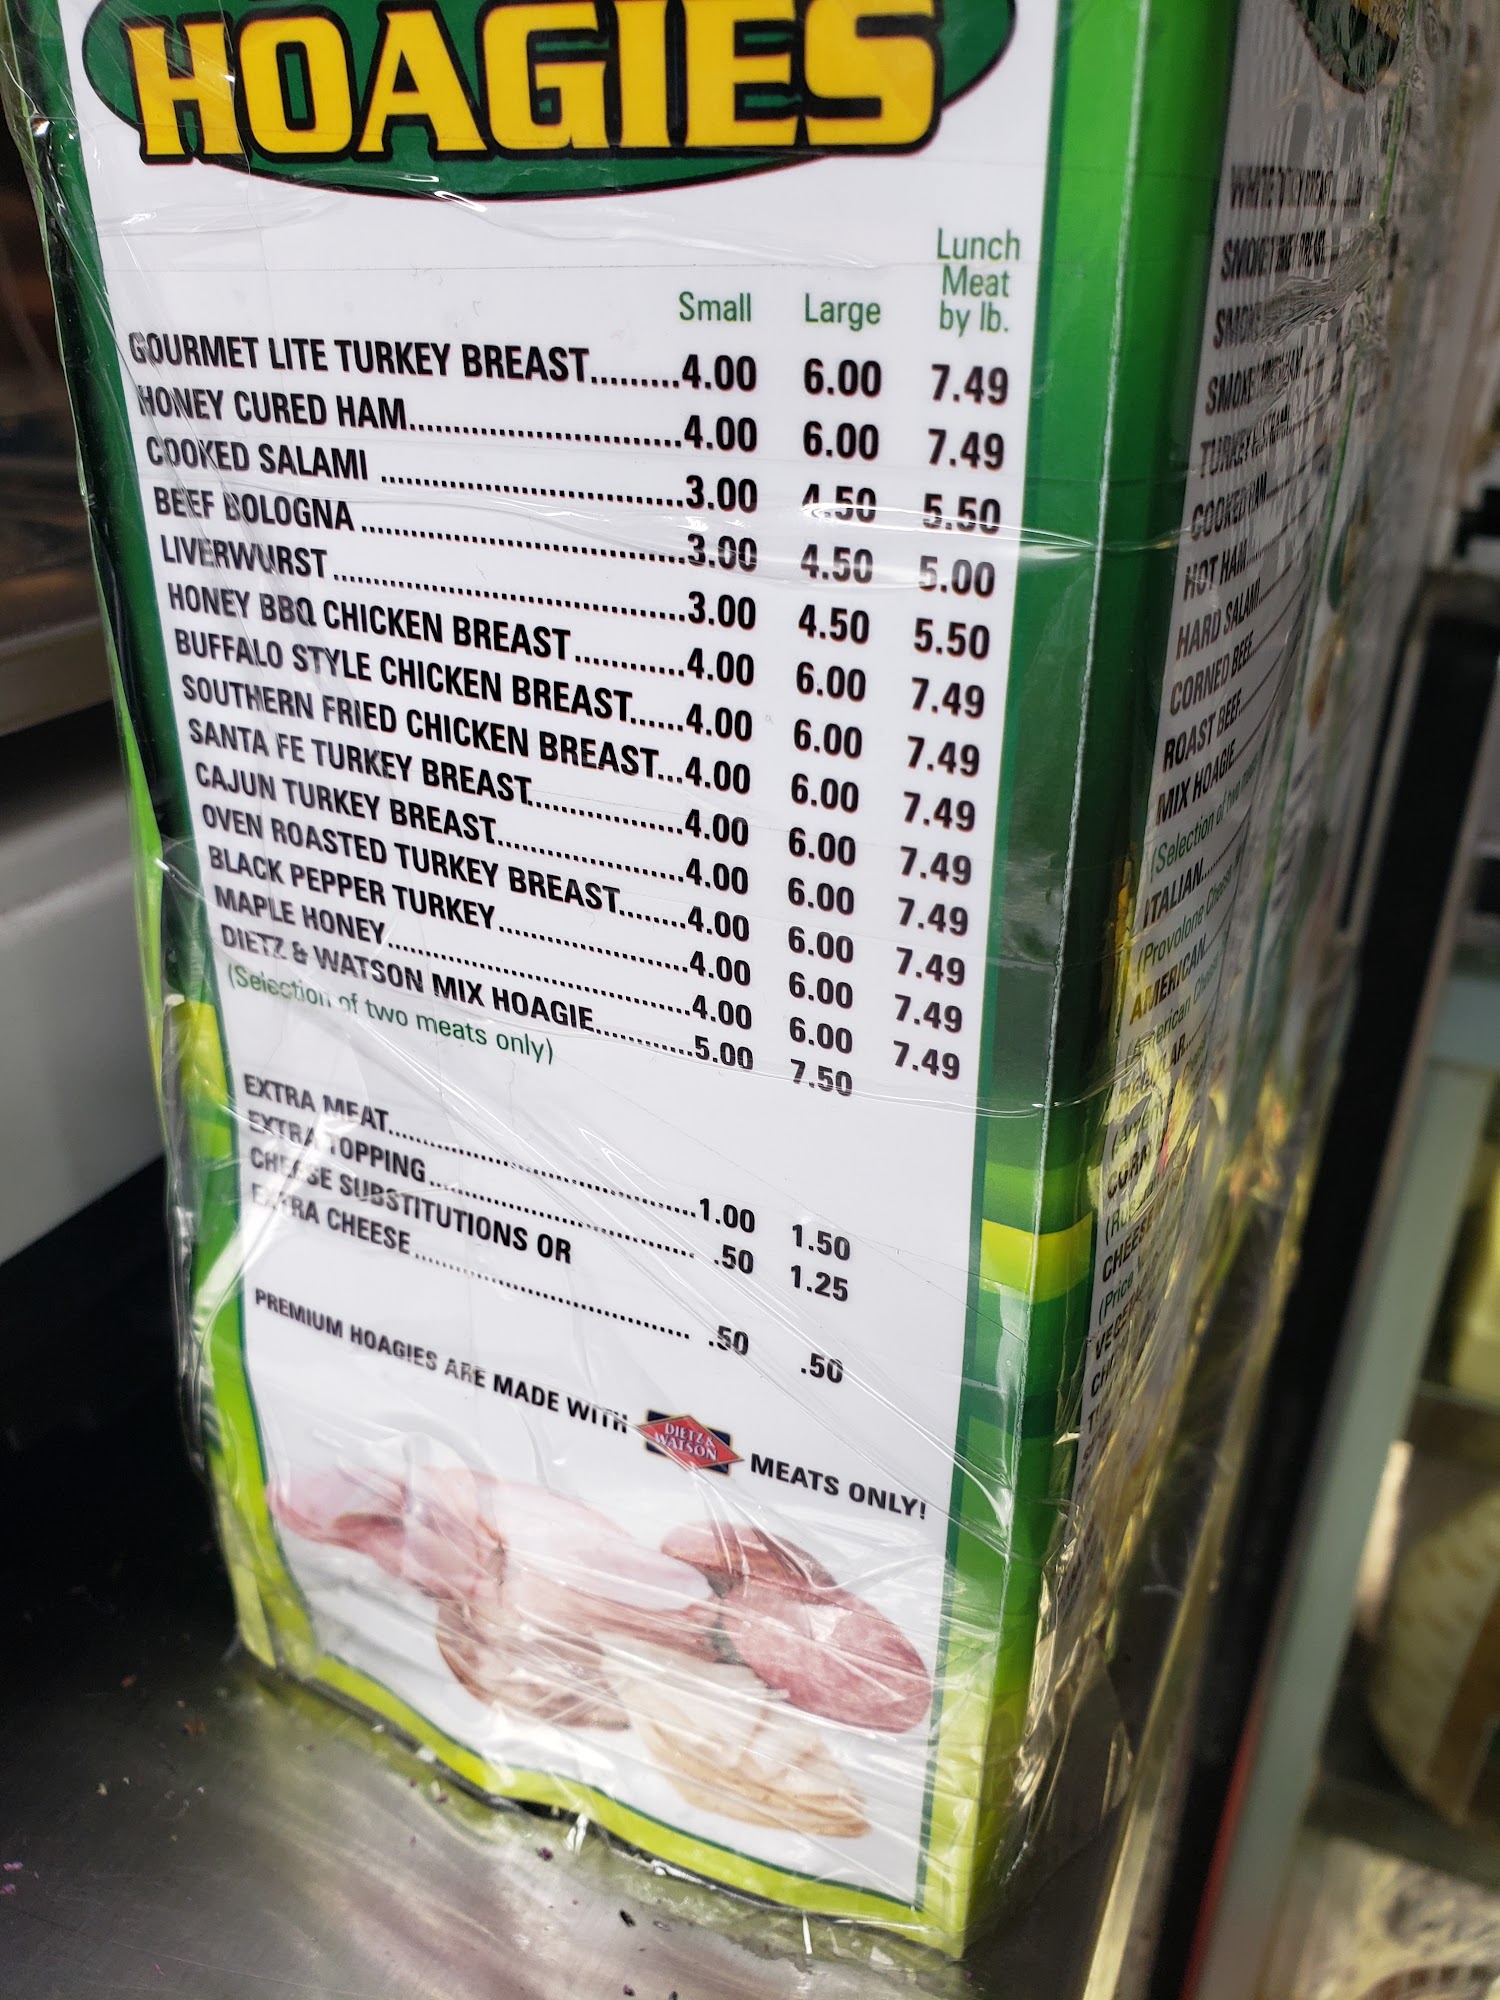 HOAGIES
Small Large Lunch Meat by lb.
GOURMET LITE TURKEY BREAST.........4.00 6.00 7.49
HONEY CURED HAM............................4.00 6.00 7.49
COOKED SALAMI ...............................3.00 4.50 5.50
BEEF BOLOGNA .................................3.00 4.50 5.00
LIVERWURST....................................3.00 4.50 5.50
HONEY BBQ CHICKEN BREAST............4.00 6.00 7.49
BUFFALO STYLE CHICKEN BREAST......4.00 6.00 7.49
SOUTHERN FRIED CHICKEN BREAST...4.00 6.00 7.49
SANTA FE TURKEY BREAST................4.00 6.00 7.49
CAJUN TURKEY BREAST...................4.00 6.00 7.49
OVEN ROASTED TURKEY BREAST........4.00 6.00 7.49
BLACK PEPPER TURKEY...................4.00 6.00 7.49
MAPLE HONEY...............................4.00 6.00 7.49
DIETZ & WATSON MIX HOAGIE............5.00 7.50
(Selection of two meats only)
EXTRA MEAT................................1.00 1.50
EXTRA TOPPING........................... .50 1.25
CHEESE SUBSTITUTIONS OR
EXTRA CHEESE............................ .50 .50
PREMIUM HOAGIES ARE MADE WITH DIETZ & WATSON MEATS ONLY!
COOKED HAM
HOT HAM
HARD SALAMI
CORNED BEEF
ROAST BEEF
MIX HOAGIE
(Selection of two
ITALIAN
(Provolone Cheese
AMERICAN